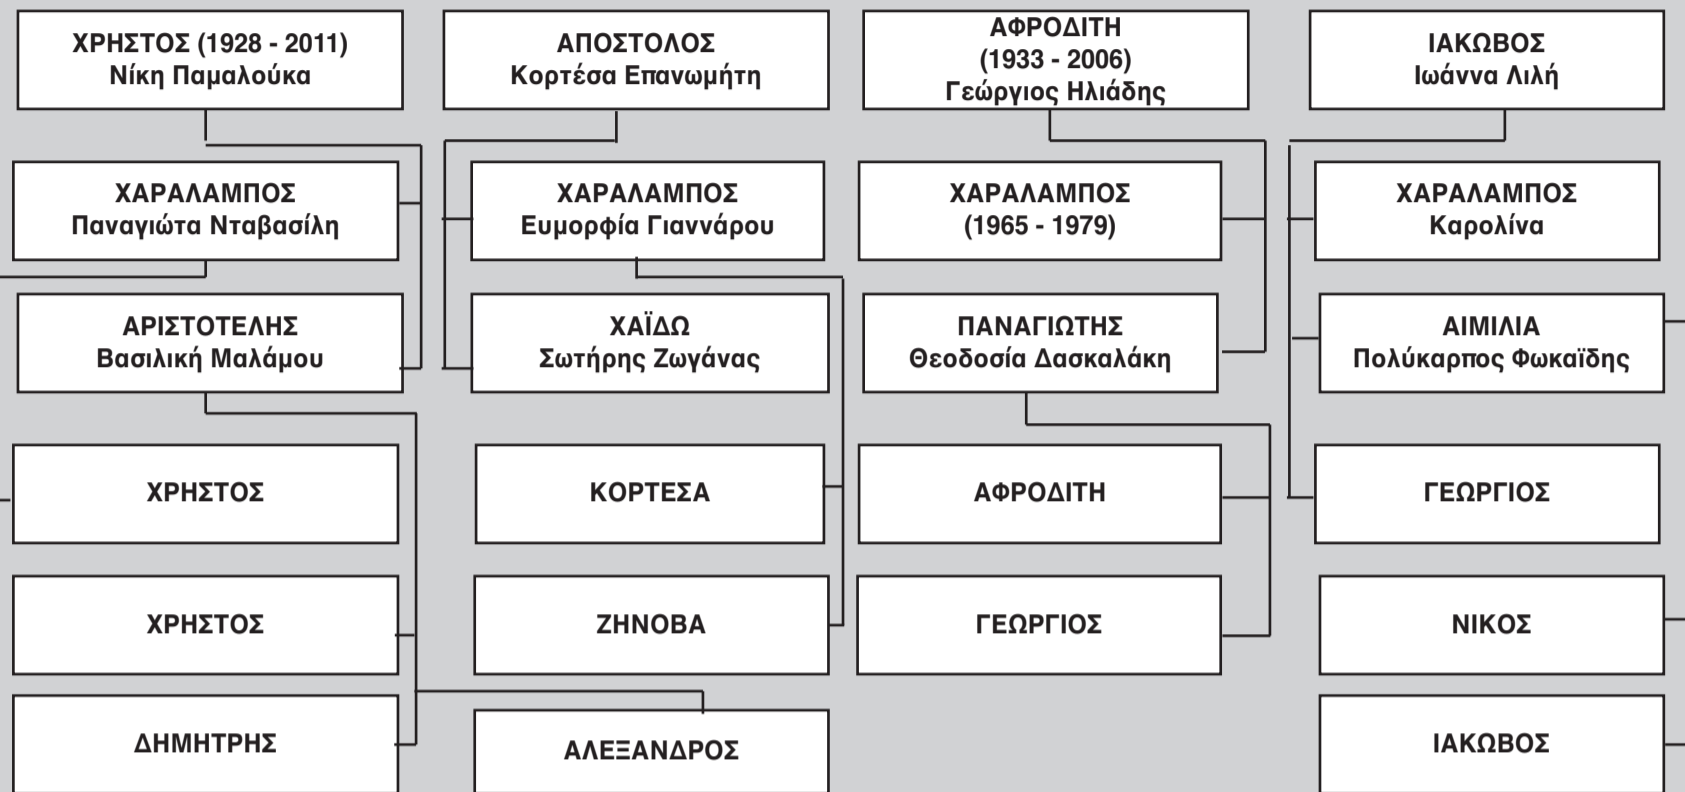 ΧΡΗΣΤΟΣ (1928 - 2011)
Νίκη Παμαλούκα
ΑΠΟΣΤΟΛΟΣ
Κορτέσα Επανωμήτη
ΑΦΡΟΔΙΤΗ
(1933 - 2006)
Γεώργιος Ηλιάδης
ΙΑΚΩΒΟΣ
Ιωάννα Λιλή
ΧΑΡΑΛΑΜΠΟΣ
Παναγιώτα Νταβασίλη
ΧΑΡΑΛΑΜΠΟΣ
Ευμορφία Γιαννάρου
ΧΑΡΑΛΑΜΠΟΣ
(1965 - 1979)
ΧΑΡΑΛΑΜΠΟΣ
Καρολίνα
ΑΡΙΣΤΟΤΕΛΗΣ
Βασιλική Μαλάμου
ΧΑΪΔΩ
Σωτήρης Ζωγάνας
ΠΑΝΑΓΙΩΤΗΣ
Θεοδοσία Δασκαλάκη
ΑΙΜΙΛΙΑ
Πολύκαρπος Φωκαϊδης
ΧΡΗΣΤΟΣ
ΚΟΡΤΕΣΑ
ΑΦΡΟΔΙΤΗ
ΓΕΩΡΓΙΟΣ
ΧΡΗΣΤΟΣ
ΖΗΝΟΒΑ
ΓΕΩΡΓΙΟΣ
ΝΙΚΟΣ
ΔΗΜΗΤΡΗΣ
ΑΛΕΞΑΝΔΡΟΣ
ΙΑΚΩΒΟΣ